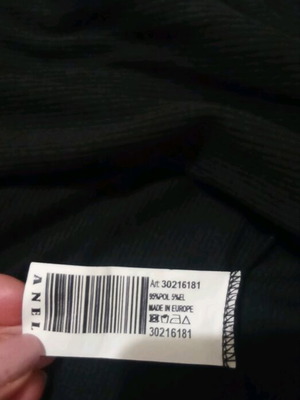 ANEL
Art 30216181
95%POL 5%EL
MADE IN EUROPE
30216181